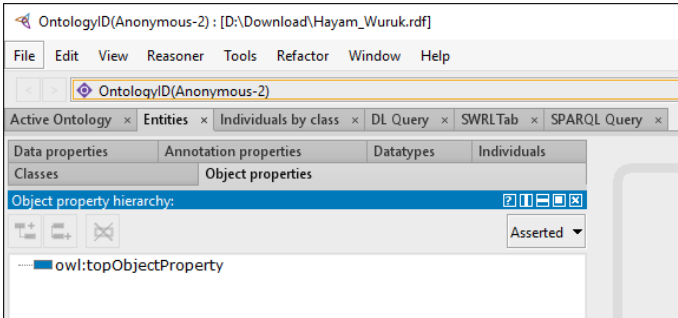 OntologyID(Anonymous-2) : [D:\Download\Hayam_Wuruk.rdf]
File Edit View Reasoner Tools Refactor Window Help
< > OntologyID(Anonymous-2)
Active Ontology × Entities × Individuals by class × DL Query × SWRLTab × SPARQL Query ×
Data properties Annotation properties Datatypes Individuals
Classes Object properties
Object property hierarchy:
Asserted
owl:topObjectProperty